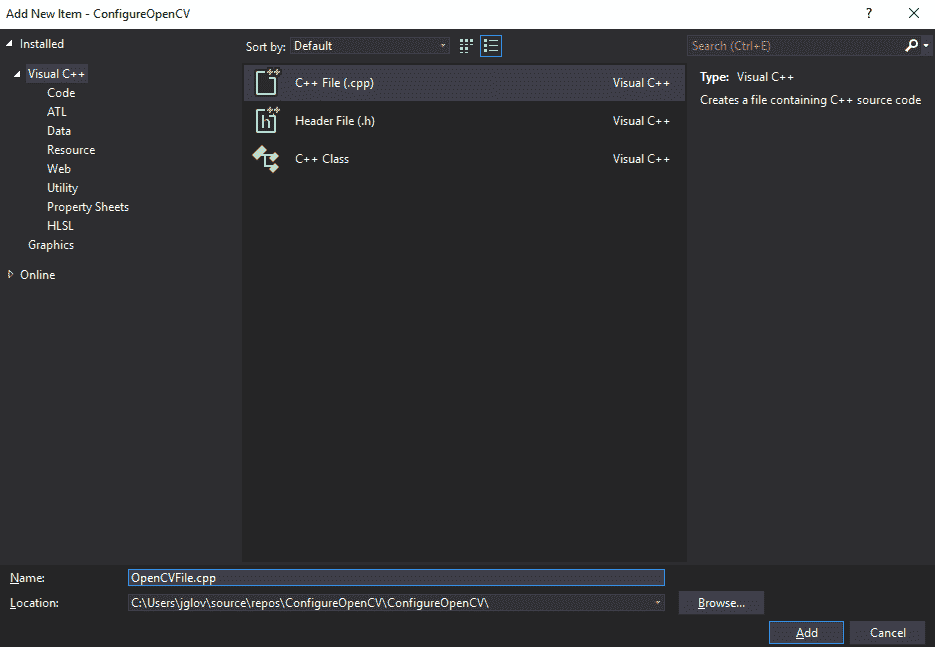 Add New Item - ConfigureOpenCV
?
Installed
Visual C++
Code
ATL
Data
Resource
Web
Utility
Property Sheets
HLSL
Graphics
Online
Sort by: Default
C++ File (.cpp) Visual C++
Header File (.h) Visual C++
C++ Class Visual C++
Search (Ctrl+E)
Type: Visual C++
Creates a file containing C++ source code
Name: OpenCVFile.cpp
Location: C:\Users\jglov\source\repos\ConfigureOpenCV\ConfigureOpenCV\
Browse...
Add Cancel